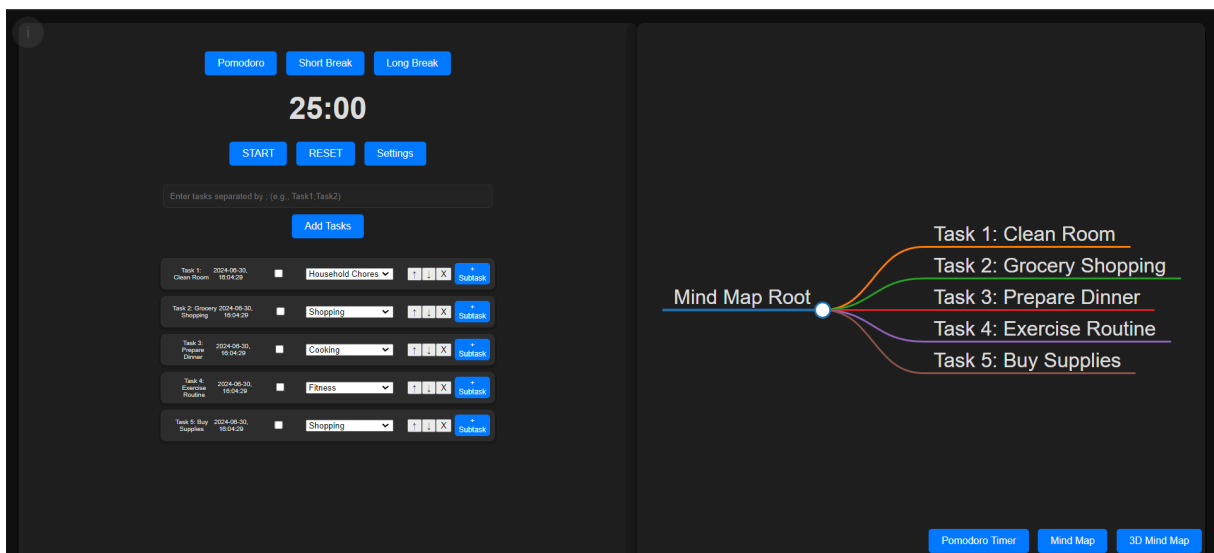 i
Pomodoro Short Break Long Break
25:00
START RESET Settings
Enter tasks separated by , (e.g., Task1,Task2)
Add Tasks
Task 1: Clean Room 2024-06-30, 16:04:29 Household Chores ↑ ↓ X + Subtask
Task 2: Grocery Shopping 2024-06-30, 16:04:29 Shopping ↑ ↓ X + Subtask
Task 3: Prepare Dinner 2024-06-30, 16:04:29 Cooking ↑ ↓ X + Subtask
Task 4: Exercise Routine 2024-06-30, 16:04:29 Fitness ↑ ↓ X + Subtask
Task 5: Buy Supplies 2024-06-30, 16:04:29 Shopping ↑ ↓ X + Subtask
Mind Map Root
Task 1: Clean Room
Task 2: Grocery Shopping
Task 3: Prepare Dinner
Task 4: Exercise Routine
Task 5: Buy Supplies
Pomodoro Timer Mind Map 3D Mind Map